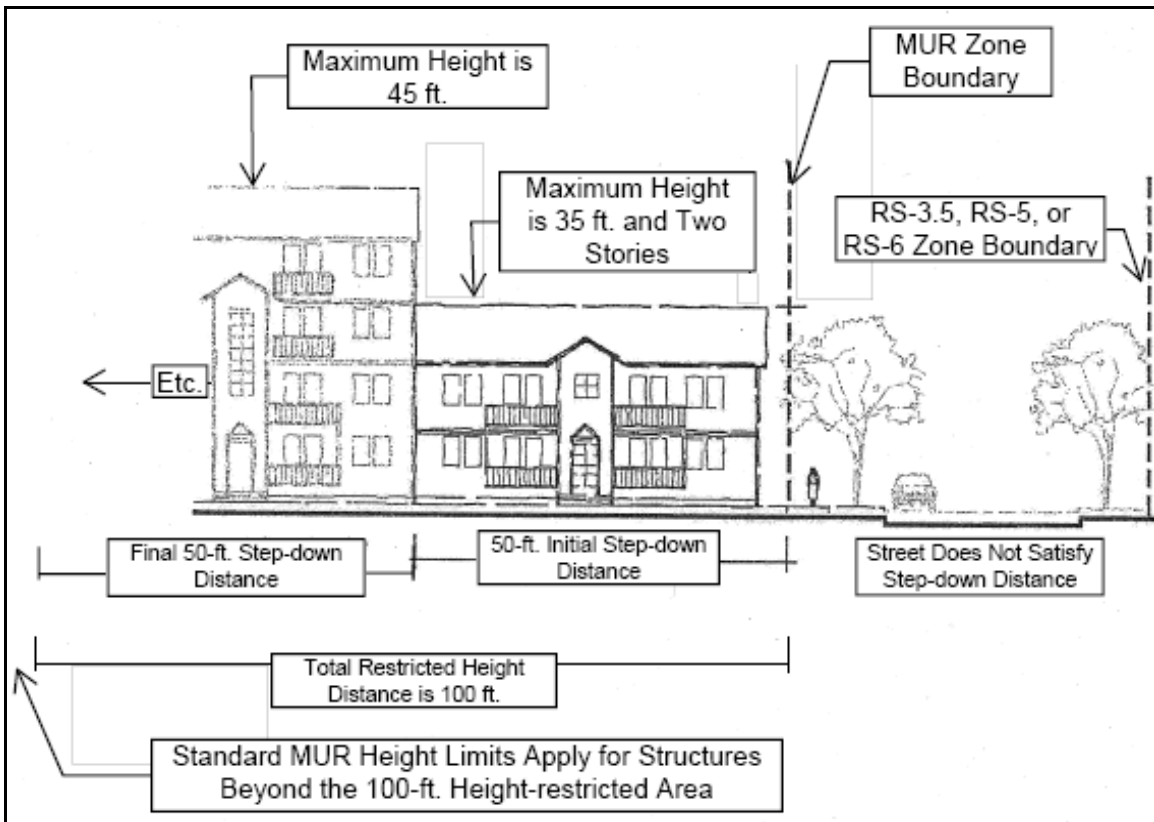 Maximum Height is
45 ft.
MUR Zone
Boundary
Maximum Height
is 35 ft. and Two
Stories
RS-3.5, RS-5, or
RS-6 Zone Boundary
Etc.
Final 50-ft. Step-down
Distance
50-ft. Initial Step-down
Distance
Street Does Not Satisfy
Step-down Distance
Total Restricted Height
Distance is 100 ft.
Standard MUR Height Limits Apply for Structures
Beyond the 100-ft. Height-restricted Area